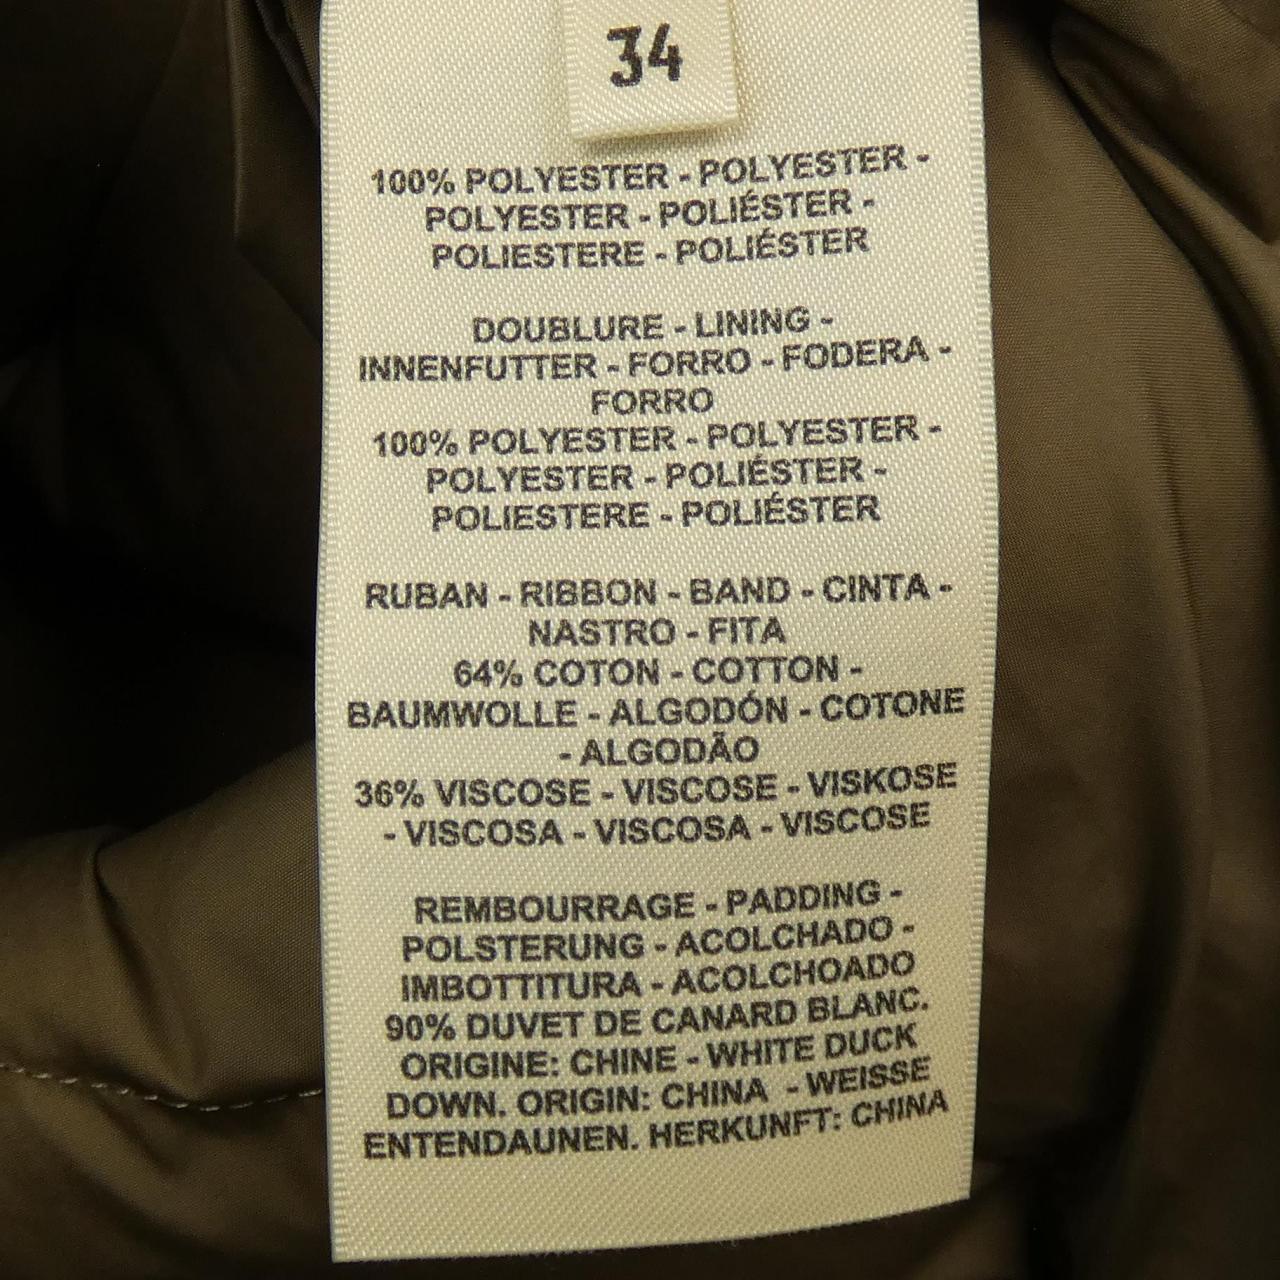 34
100% POLYESTER - POLYESTER -
POLYESTER - POLIÉSTER -
POLIESTERE - POLIÉSTER
DOUBLURE - LINING -
INNENFUTTER - FORRO - FODERA -
FORRO
100% POLYESTER - POLYESTER -
POLYESTER - POLIÉSTER -
POLIESTERE - POLIÉSTER
RUBAN - RIBBON - BAND - CINTA -
NASTRO - FITA
64% COTON - COTTON -
BAUMWOLLE - ALGODÓN - COTONE
- ALGODÃO
36% VISCOSE - VISCOSE - VISKOSE
- VISCOSA - VISCOSA - VISCOSE
REMBOURRAGE - PADDING -
POLSTERUNG - ACOLCHADO -
IMBOTTITURA - ACOLCHOADO
90% DUVET DE CANARD BLANC.
ORIGINE: CHINE - WHITE DUCK
DOWN. ORIGIN: CHINA - WEISSE
ENTENDAUNEN. HERKUNFT: CHINA